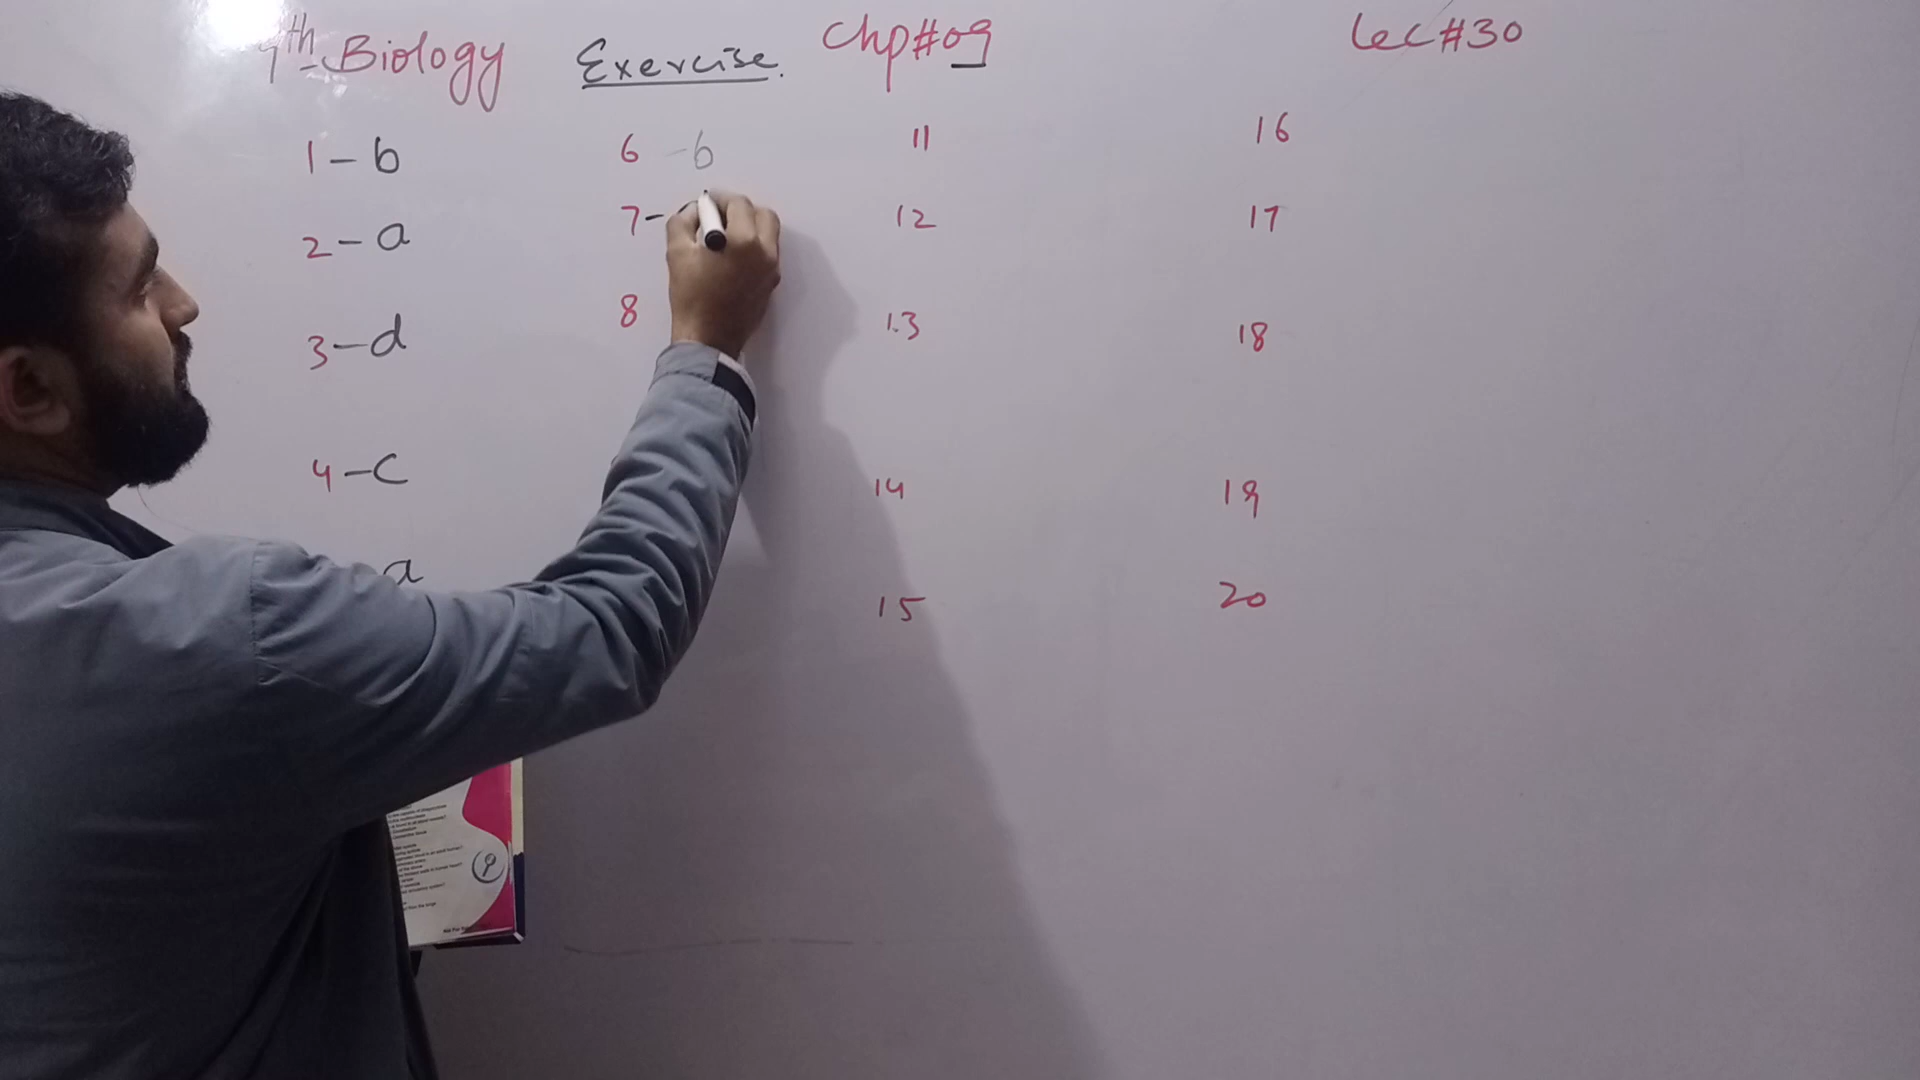 9th Biology Exercise. Chp#09 Lec#30
1-b 6-b 11 16
2-a 7- 12 17
3-d 8 13 18
4-c 14 19
a 15 20